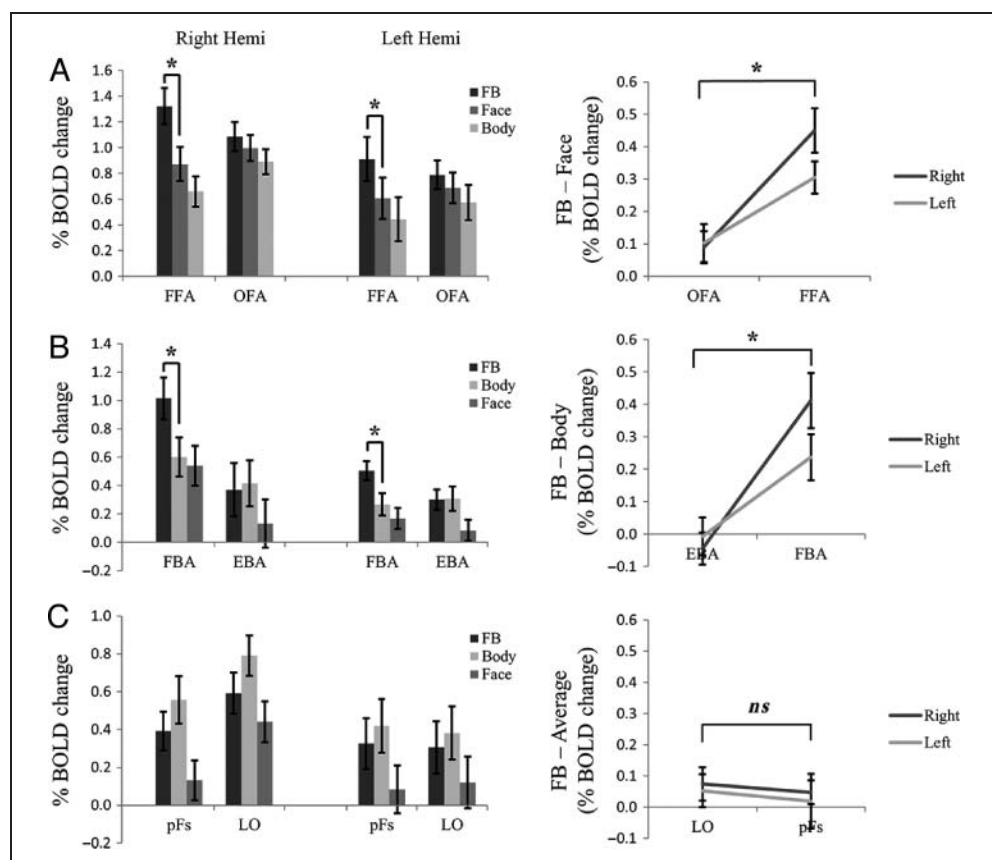 Right Hemi Left Hemi
A
% BOLD change
1.6
1.4
1.2
1.0
0.8
0.6
0.4
0.2
0.0
*
*
FB
Face
Body
FFA OFA FFA OFA
FB – Face
(% BOLD change)
0.6
0.5
0.4
0.3
0.2
0.1
0.0
*
Right
Left
OFA FFA
B
% BOLD change
1.4
1.2
1.0
0.8
0.6
0.4
0.2
0.0
−0.2
*
*
FB
Body
Face
FBA EBA FBA EBA
FB – Body
(% BOLD change)
0.6
0.5
0.4
0.3
0.2
0.1
0.0
−0.1
*
Right
Left
EBA FBA
C
% BOLD change
1.0
0.8
0.6
0.4
0.2
0.0
−0.2
FB
Body
Face
pFs LO pFs LO
FB – Average
(% BOLD change)
0.6
0.5
0.4
0.3
0.2
0.1
0.0
−0.1
ns
Right
Left
LO pFs